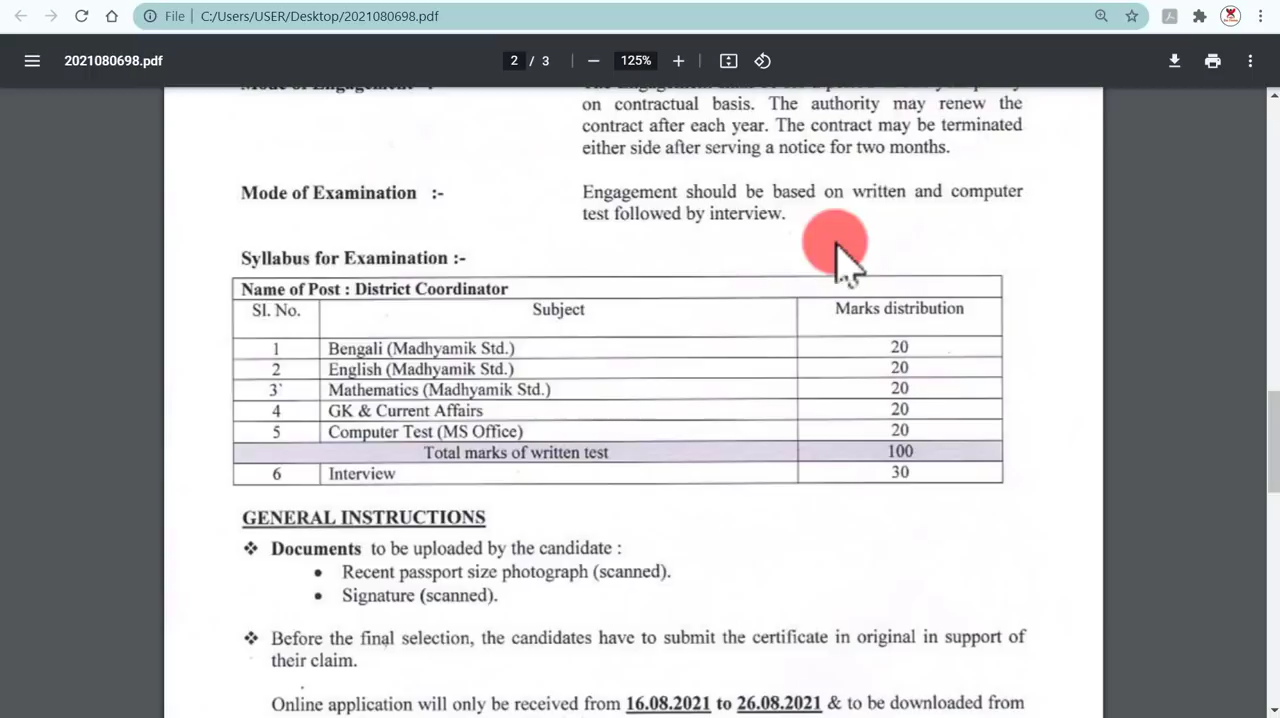 File C:/Users/USER/Desktop/2021080698.pdf
2021080698.pdf 2 / 3 125%
Mode of Engagement :-
on contractual basis. The authority may renew the
contract after each year. The contract may be terminated
either side after serving a notice for two months.
Mode of Examination :- Engagement should be based on written and computer
test followed by interview.
Syllabus for Examination :-
Name of Post : District Coordinator
Sl. No. Subject Marks distribution
1 Bengali (Madhyamik Std.) 20
2 English (Madhyamik Std.) 20
3 Mathematics (Madhyamik Std.) 20
4 GK & Current Affairs 20
5 Computer Test (MS Office) 20
Total marks of written test 100
6 Interview 30
GENERAL INSTRUCTIONS
❖ Documents to be uploaded by the candidate :
• Recent passport size photograph (scanned).
• Signature (scanned).
❖ Before the final selection, the candidates have to submit the certificate in original in support of
their claim.
Online application will only be received from 16.08.2021 to 26.08.2021 & to be downloaded from